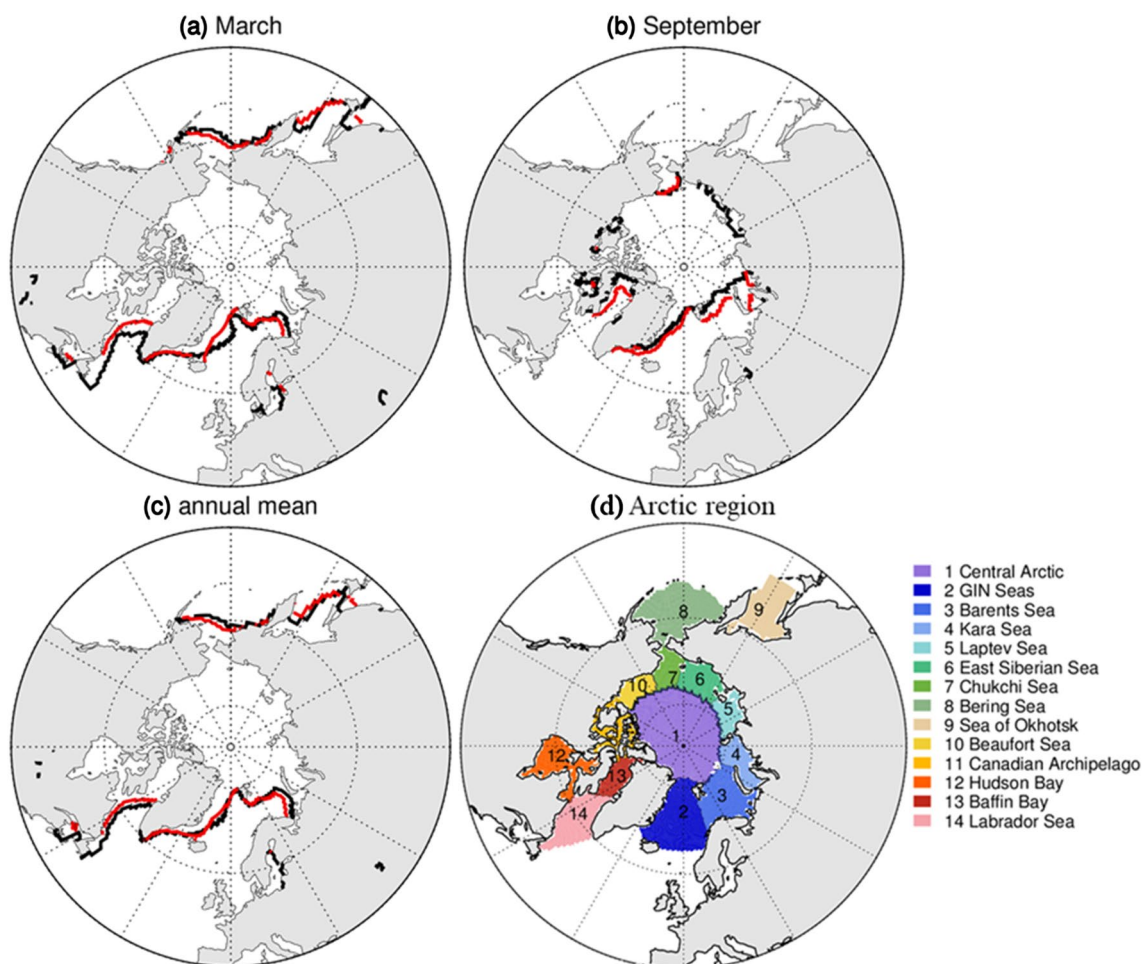 (a) March
(b) September
(c) annual mean
(d) Arctic region
1
2
3
4
5
6
7
8
9
10
12
13
14
1 Central Arctic
2 GIN Seas
3 Barents Sea
4 Kara Sea
5 Laptev Sea
6 East Siberian Sea
7 Chukchi Sea
8 Bering Sea
9 Sea of Okhotsk
10 Beaufort Sea
11 Canadian Archipelago
12 Hudson Bay
13 Baffin Bay
14 Labrador Sea